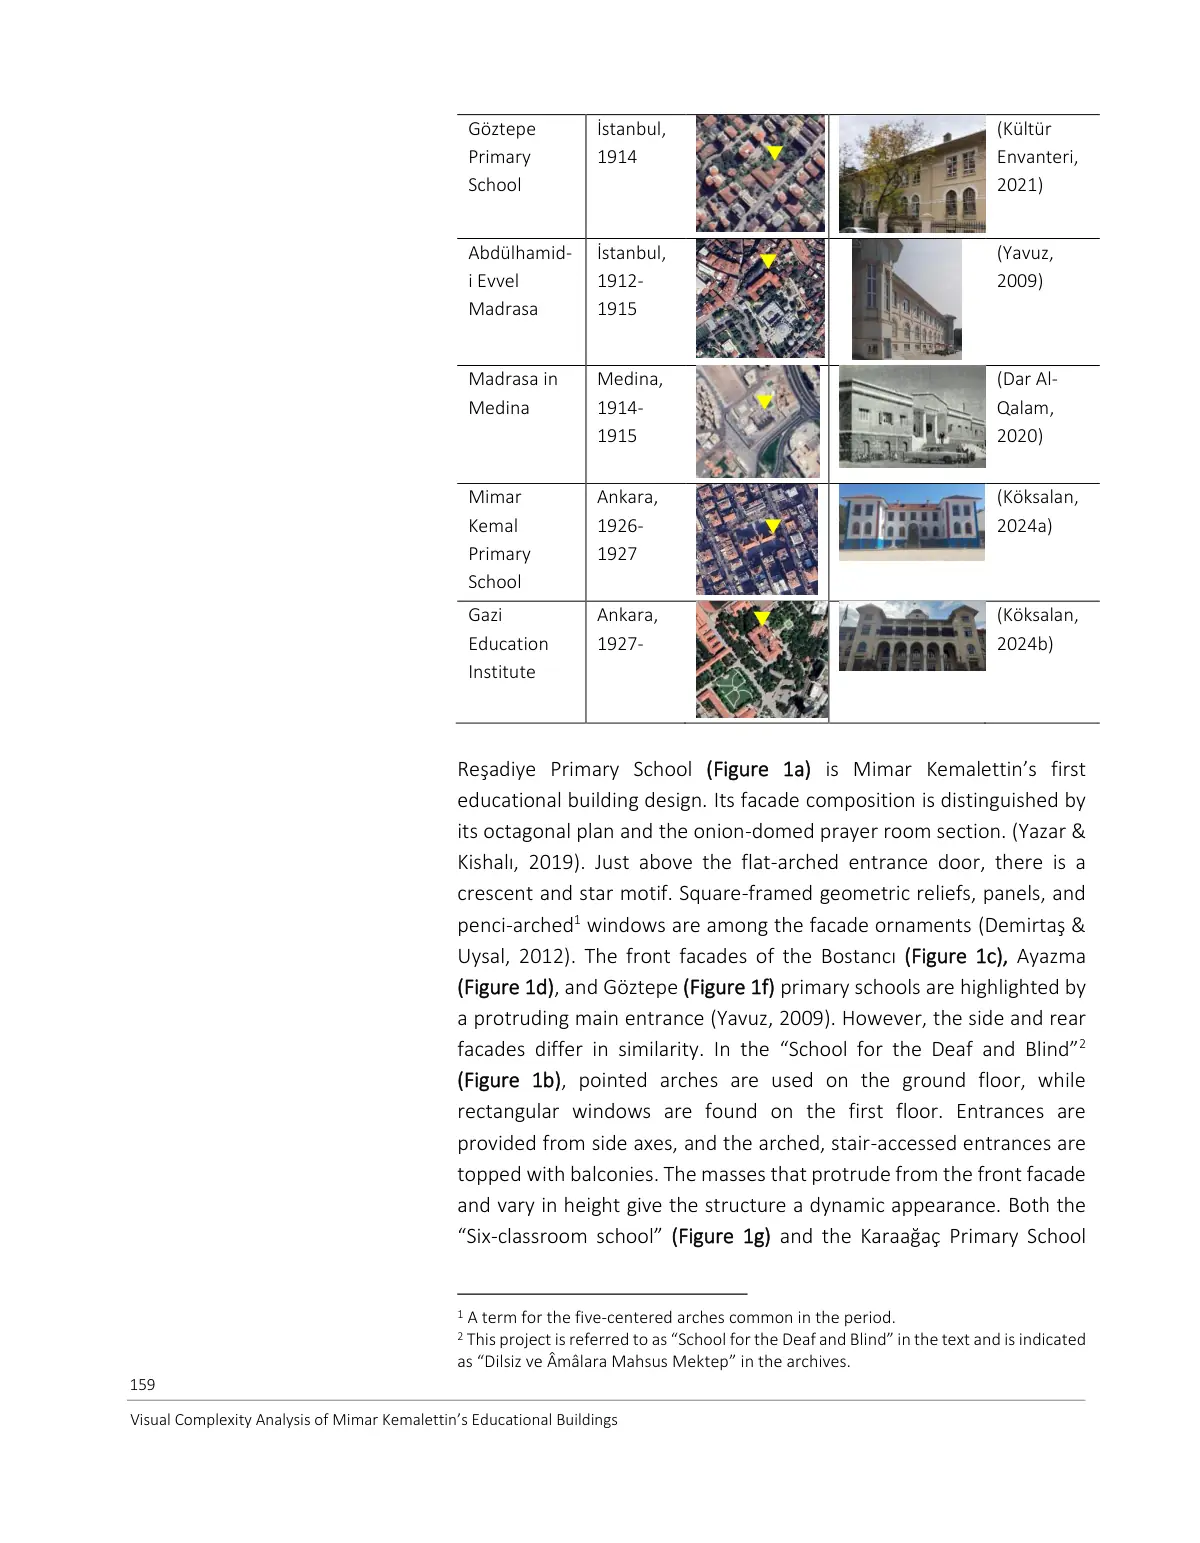 Göztepe
Primary
School
İstanbul,
1914
(Kültür
Envanteri,
2021)
Abdülhamid-
i Evvel
Madrasa
İstanbul,
1912-
1915
(Yavuz,
2009)
Madrasa in
Medina
Medina,
1914-
1915
(Dar Al-
Qalam,
2020)
Mimar
Kemal
Primary
School
Ankara,
1926-
1927
(Köksalan,
2024a)
Gazi
Education
Institute
Ankara,
1927-
(Köksalan,
2024b)
Reşadiye Primary School (Figure 1a) is Mimar Kemalettin’s first
educational building design. Its facade composition is distinguished by
its octagonal plan and the onion-domed prayer room section. (Yazar &
Kishalı, 2019). Just above the flat-arched entrance door, there is a
crescent and star motif. Square-framed geometric reliefs, panels, and
penci-arched¹ windows are among the facade ornaments (Demirtaş &
Uysal, 2012). The front facades of the Bostancı (Figure 1c), Ayazma
(Figure 1d), and Göztepe (Figure 1f) primary schools are highlighted by
a protruding main entrance (Yavuz, 2009). However, the side and rear
facades differ in similarity. In the “School for the Deaf and Blind”²
(Figure 1b), pointed arches are used on the ground floor, while
rectangular windows are found on the first floor. Entrances are
provided from side axes, and the arched, stair-accessed entrances are
topped with balconies. The masses that protrude from the front facade
and vary in height give the structure a dynamic appearance. Both the
“Six-classroom school” (Figure 1g) and the Karaağaç Primary School
¹ A term for the five-centered arches common in the period.
² This project is referred to as “School for the Deaf and Blind” in the text and is indicated
as “Dilsiz ve Âmâlara Mahsus Mektep” in the archives.
159
Visual Complexity Analysis of Mimar Kemalettin’s Educational Buildings